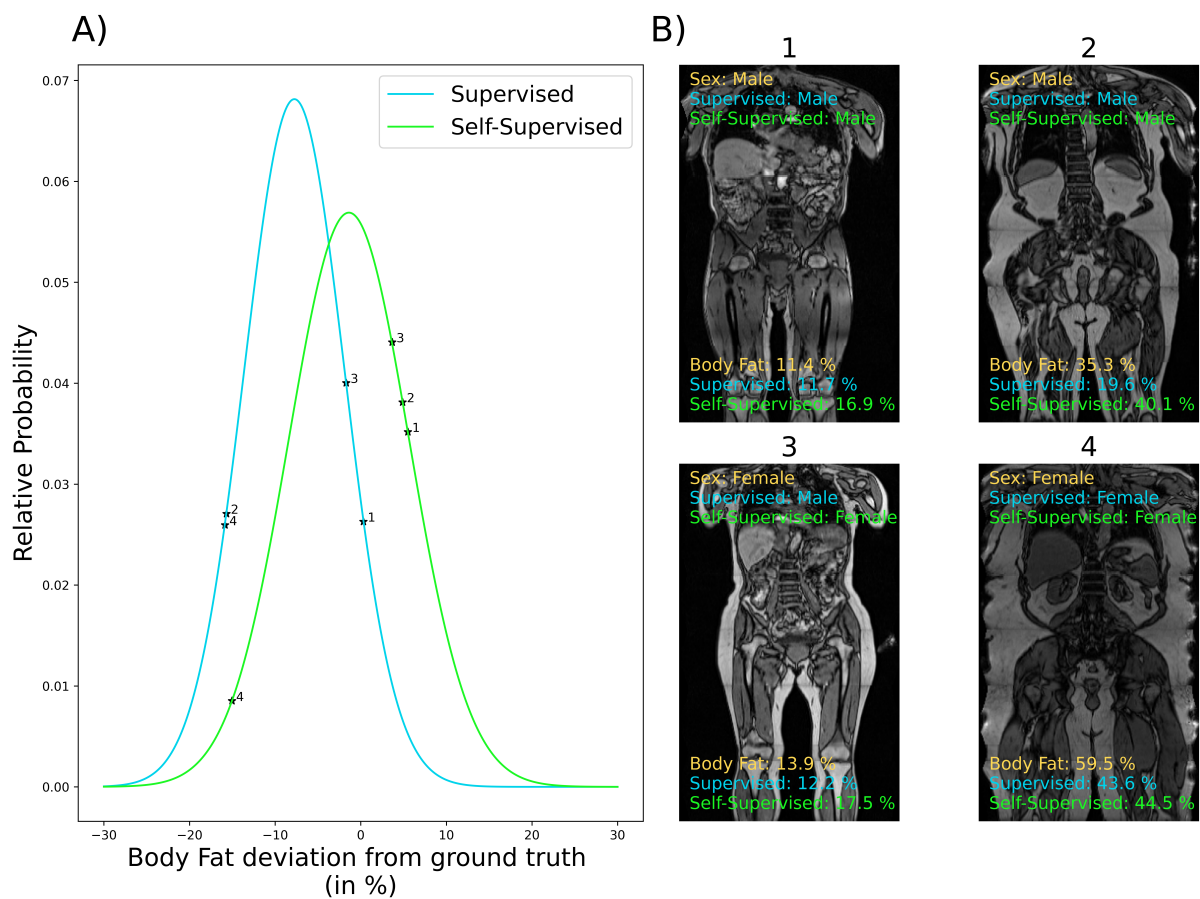 A)
0.07
0.06
0.05
0.04
0.03
0.02
0.01
0.00
Relative Probability
Supervised
Self-Supervised
3
3
2
1
2
4
1
4
−30
−20
−10
0
10
20
30
Body Fat deviation from ground truth
(in %)
B)
1
Sex: Male
Supervised: Male
Self-Supervised: Male
Body Fat: 11.4 %
Supervised: 11.7 %
Self-Supervised: 16.9 %
2
Sex: Male
Supervised: Male
Self-Supervised: Male
Body Fat: 35.3 %
Supervised: 19.6 %
Self-Supervised: 40.1 %
3
Sex: Female
Supervised: Male
Self-Supervised: Female
Body Fat: 13.9 %
Supervised: 12.2 %
Self-Supervised: 17.5 %
4
Sex: Female
Supervised: Female
Self-Supervised: Female
Body Fat: 59.5 %
Supervised: 43.6 %
Self-Supervised: 44.5 %